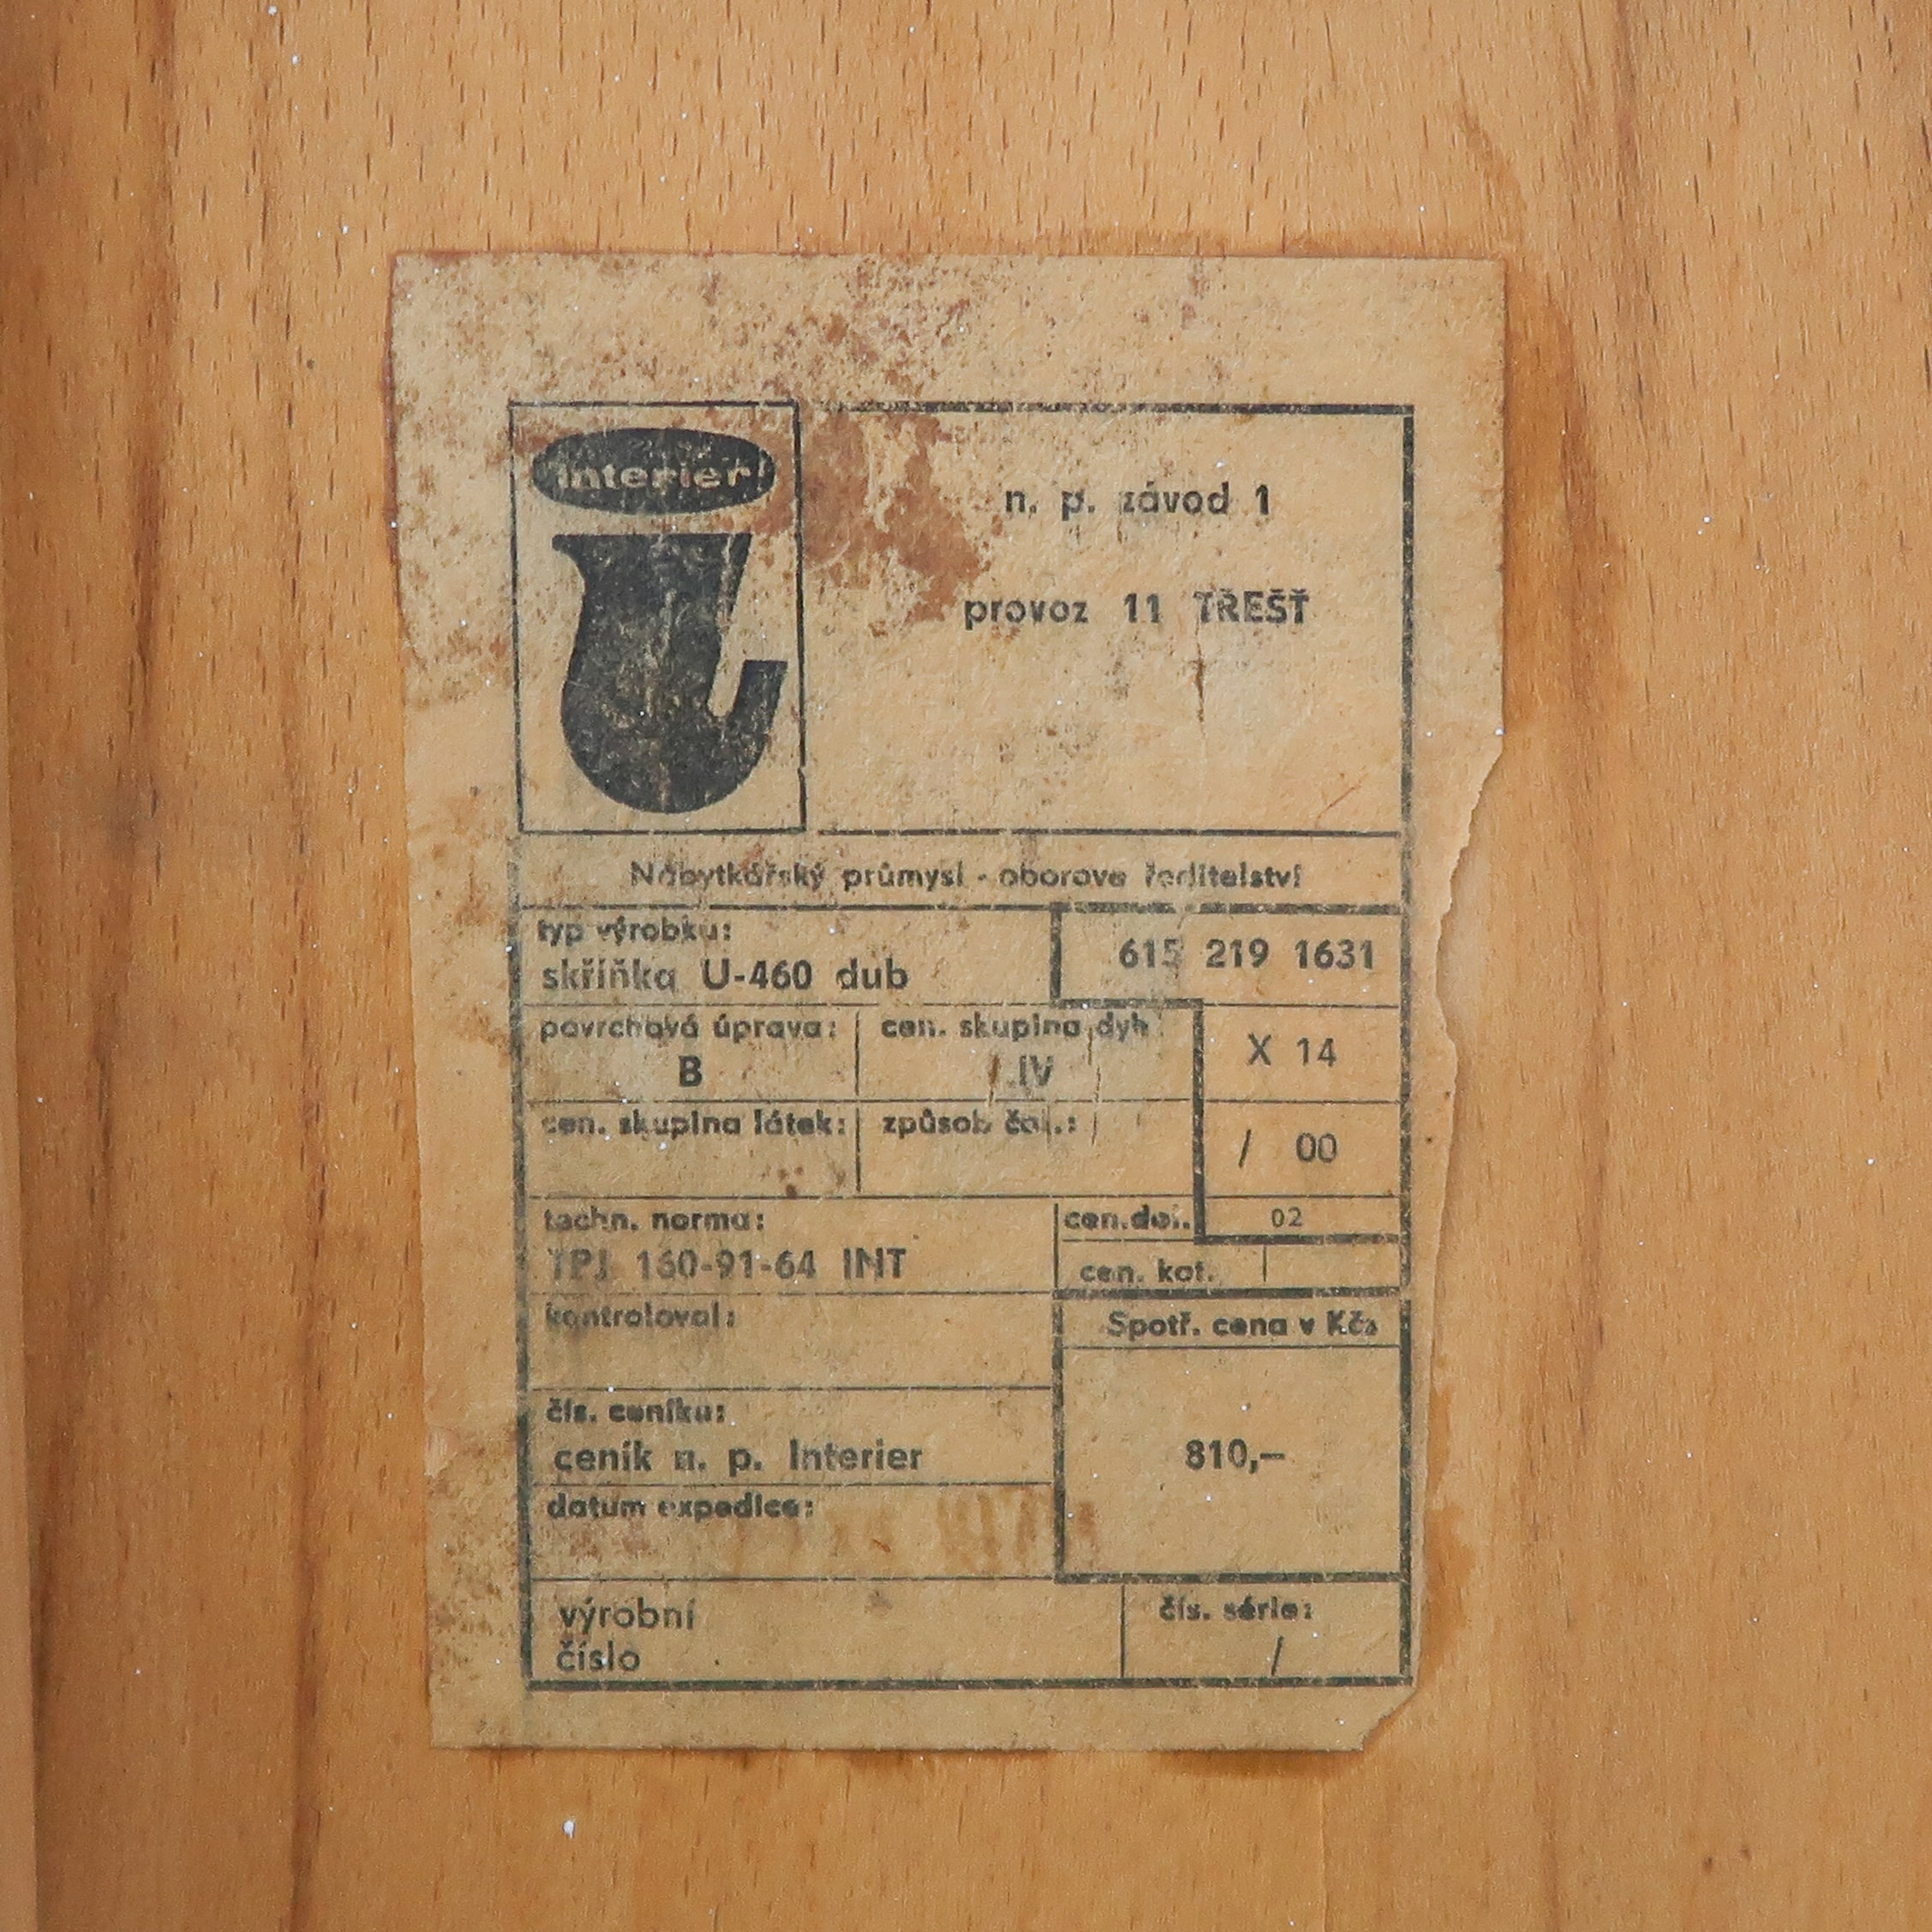 interier
n. p. závod 1
provoz 11 TŘEŠŤ
Nábytkářský průmysl - oborové ředitelství
typ výrobku:
skříňka U-460 dub
615 219 1631
povrchová úprava:
B
cen. skupina dyh
IV
X 14
cen. skupina látek:
způsob čal.:
/ 00
techn. norma:
TPJ 160-91-64 INT
cen.
02
cen. kat.
kontroloval:
Spotř. cena v Kčs
čís. ceníku:
ceník n. p. Interier
810,—
datum expedice:
výrobní
číslo
čís. série:
/